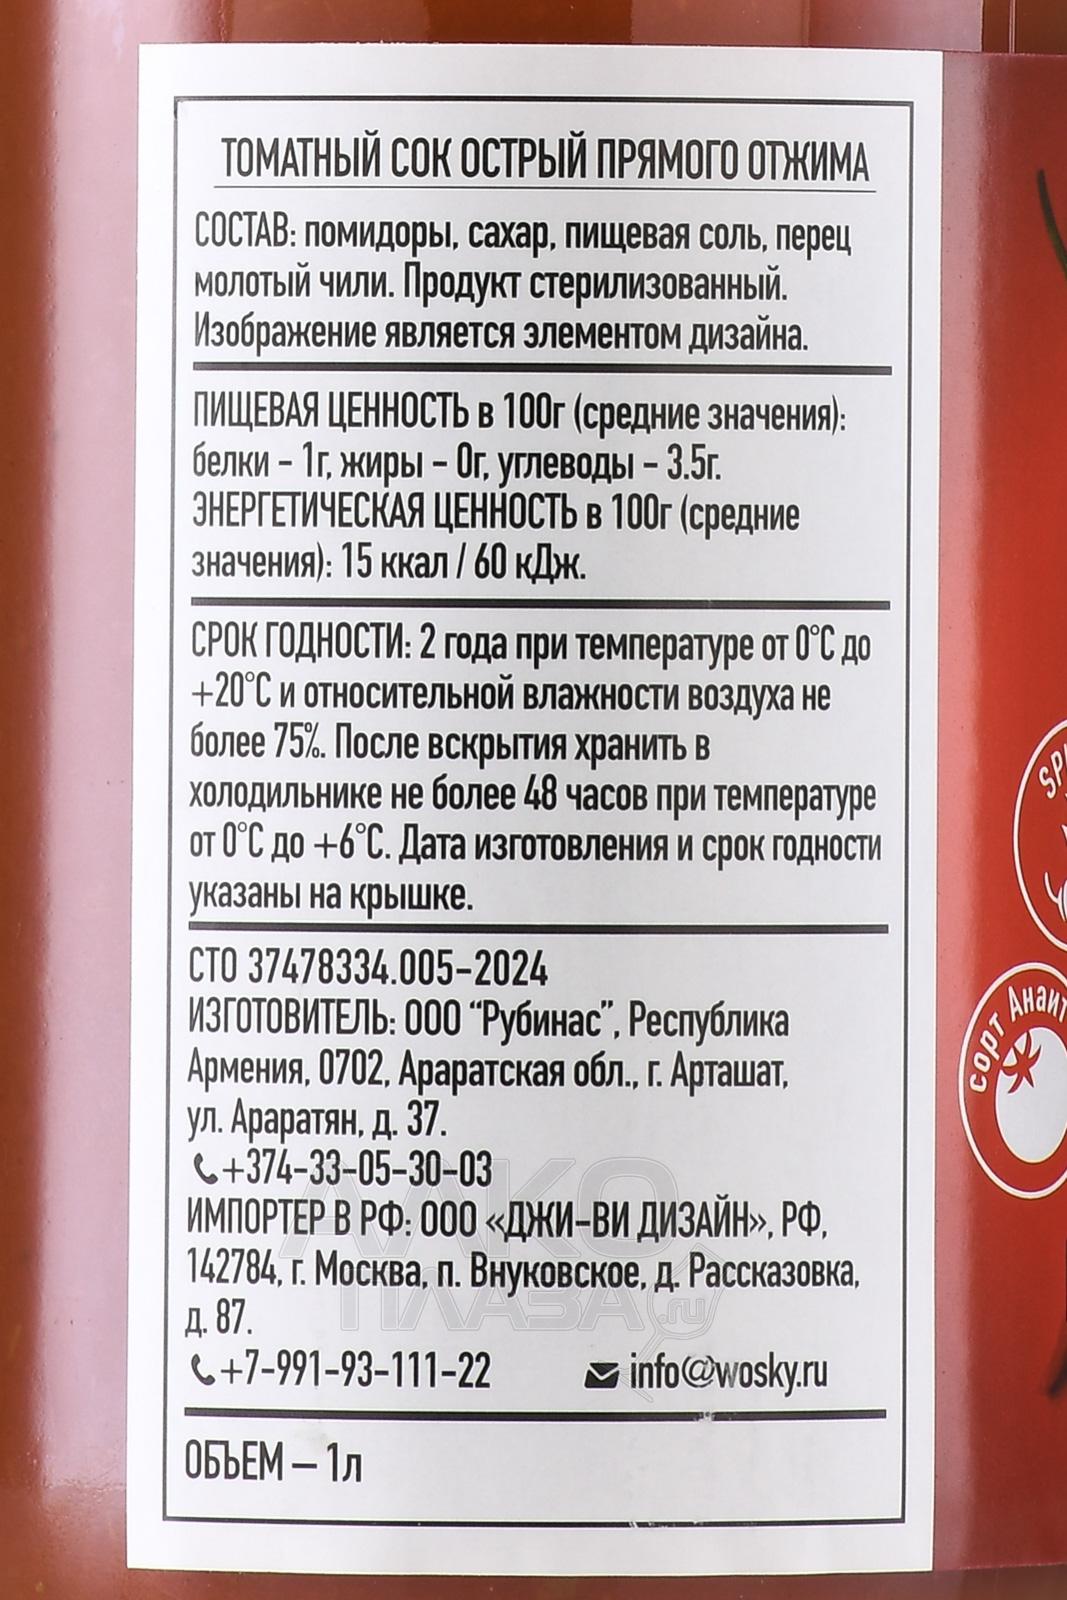 ТОМАТНЫЙ СОК ОСТРЫЙ ПРЯМОГО ОТЖИМА
СОСТАВ: помидоры, сахар, пищевая соль, перец
молотый чили. Продукт стерилизованный.
Изображение является элементом дизайна.
ПИЩЕВАЯ ЦЕННОСТЬ в 100г (средние значения):
белки – 1г, жиры – 0г, углеводы – 3.5г.
ЭНЕРГЕТИЧЕСКАЯ ЦЕННОСТЬ в 100г (средние
значения): 15 ккал / 60 кДж.
СРОК ГОДНОСТИ: 2 года при температуре от 0°С до
+20°С и относительной влажности воздуха не
более 75%. После вскрытия хранить в
холодильнике не более 48 часов при температуре
от 0°С до +6°С. Дата изготовления и срок годности
указаны на крышке.
СТО 37478334.005-2024
ИЗГОТОВИТЕЛЬ: ООО “Рубинас”, Республика
Армения, 0702, Араратская обл., г. Арташат,
ул. Араратян, д. 37.
+374-33-05-30-03
ИМПОРТЕР В РФ: ООО «ДЖИ-ВИ ДИЗАЙН», РФ,
142784, г. Москва, п. Внуковское, д. Рассказовка,
д. 87.
+7-991-93-111-22 info@wosky.ru
ОБЪЕМ – 1л
АЛКО
ПЛАЗА .ru
сорт Анаит